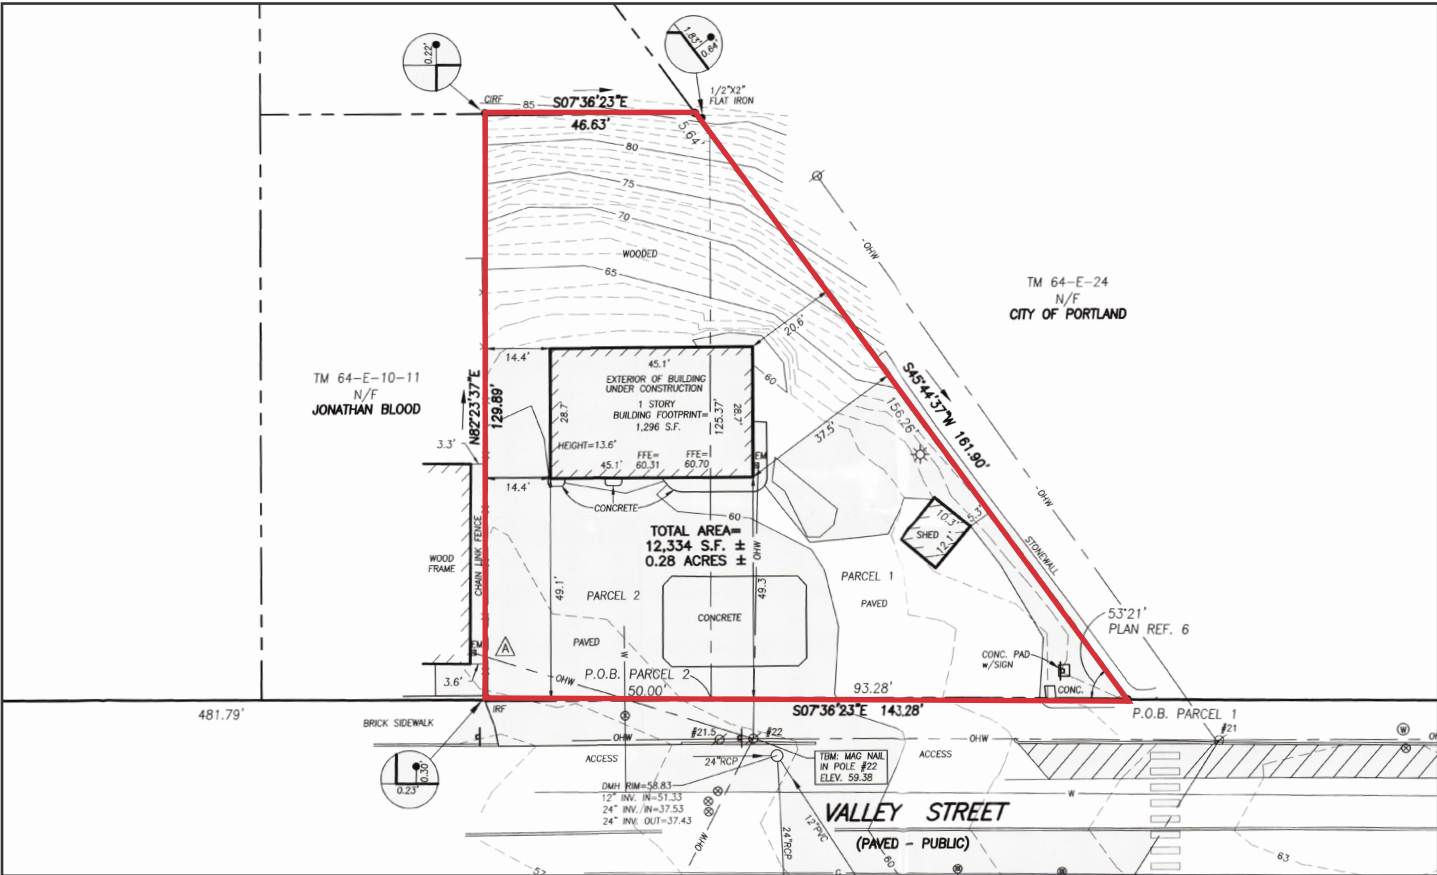 0.22'
1.83'
0.64'
CIRF
85
S07°36'23"E
46.63'
1/2"X2"
FLAT IRON
5.64'
80
75
70
WOODED
65
OHW
TM 64-E-24
N/F
CITY OF PORTLAND
20.6'
14.4'
45.1'
EXTERIOR OF BUILDING
UNDER CONSTRUCTION
1 STORY
BUILDING FOOTPRINT=
1,296 S.F.
28.7'
125.37'
28.7'
60
HEIGHT=13.6'
45.1'
FFE=
60.31
FFE=
60.70
EM
37.5'
S45°44'37"W 161.90'
156.26'
TM 64-E-10-11
N/F
JONATHAN BLOOD
N82°23'37"E
129.89'
3.3'
14.4'
CONCRETE
60
OHW
TOTAL AREA=
12,334 S.F. ±
0.28 ACRES ±
OHW
10.3'
5.3'
SHED
12.1'
STONEWALL
WOOD
FRAME
CHAIN LINK FENCE
49.1'
49.3
PARCEL 2
PARCEL 1
PAVED
CONCRETE
53°21'
PLAN REF. 6
EM
A
PAVED
W
CONC. PAD
W/SIGN
CONC.
3.6'
OHW
P.O.B. PARCEL 2
50.00'
93.28'
S07°36'23"E 143.28'
P.O.B. PARCEL 1
481.79'
IRF
BRICK SIDEWALK
#21.5
#22
#21
OHW
OHW
W
ACCESS
24"RCP
TBM: MAG NAIL
IN POLE #22
ELEV. 59.38
ACCESS
0.30'
0.23'
DMH RIM=58.83
12" INV. IN=51.33
24" INV. IN=37.53
24" INV. OUT=37.43
W
VALLEY STREET
(PAVED - PUBLIC)
OHW
24"RCP
12"PVC
60
63
57
G